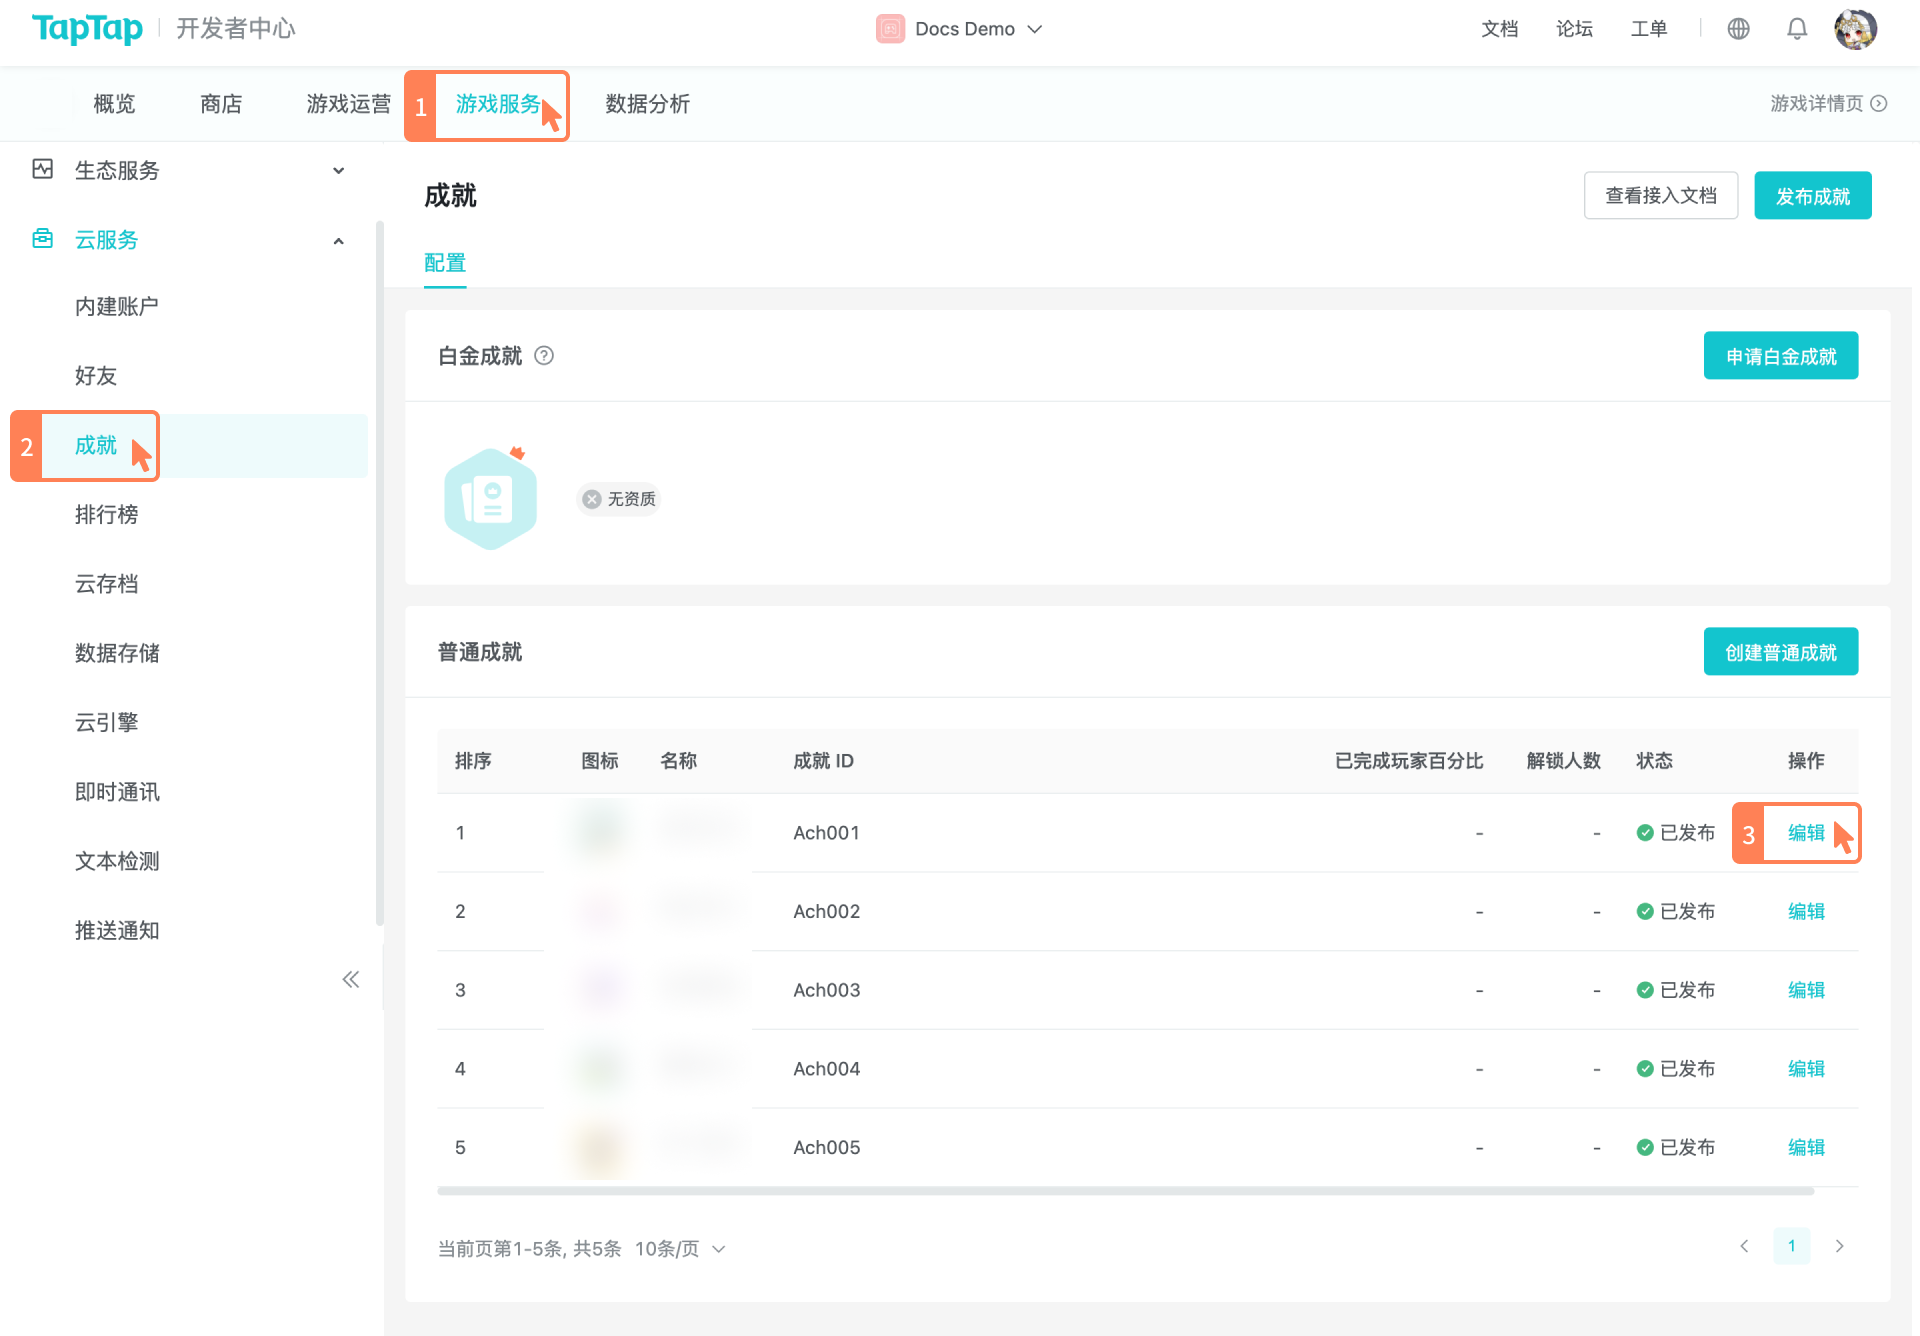 TapTap 开发者中心 Docs Demo 文档 论坛 工单
概览 商店 游戏运营 1 游戏服务 数据分析 游戏详情页
生态服务
云服务
内建账户
好友
2 成就
排行榜
云存档
数据存储
云引擎
即时通讯
文本检测
推送通知
成就 查看接入文档 发布成就
配置
白金成就 申请白金成就
无资质
普通成就 创建普通成就
排序 图标 名称 成就 ID 已完成玩家百分比 解锁人数 状态 操作
1 Ach001 - - 已发布 3 编辑
2 Ach002 - - 已发布 编辑
3 Ach003 - - 已发布 编辑
4 Ach004 - - 已发布 编辑
5 Ach005 - - 已发布 编辑
当前页第1-5条, 共5条 10条/页 1